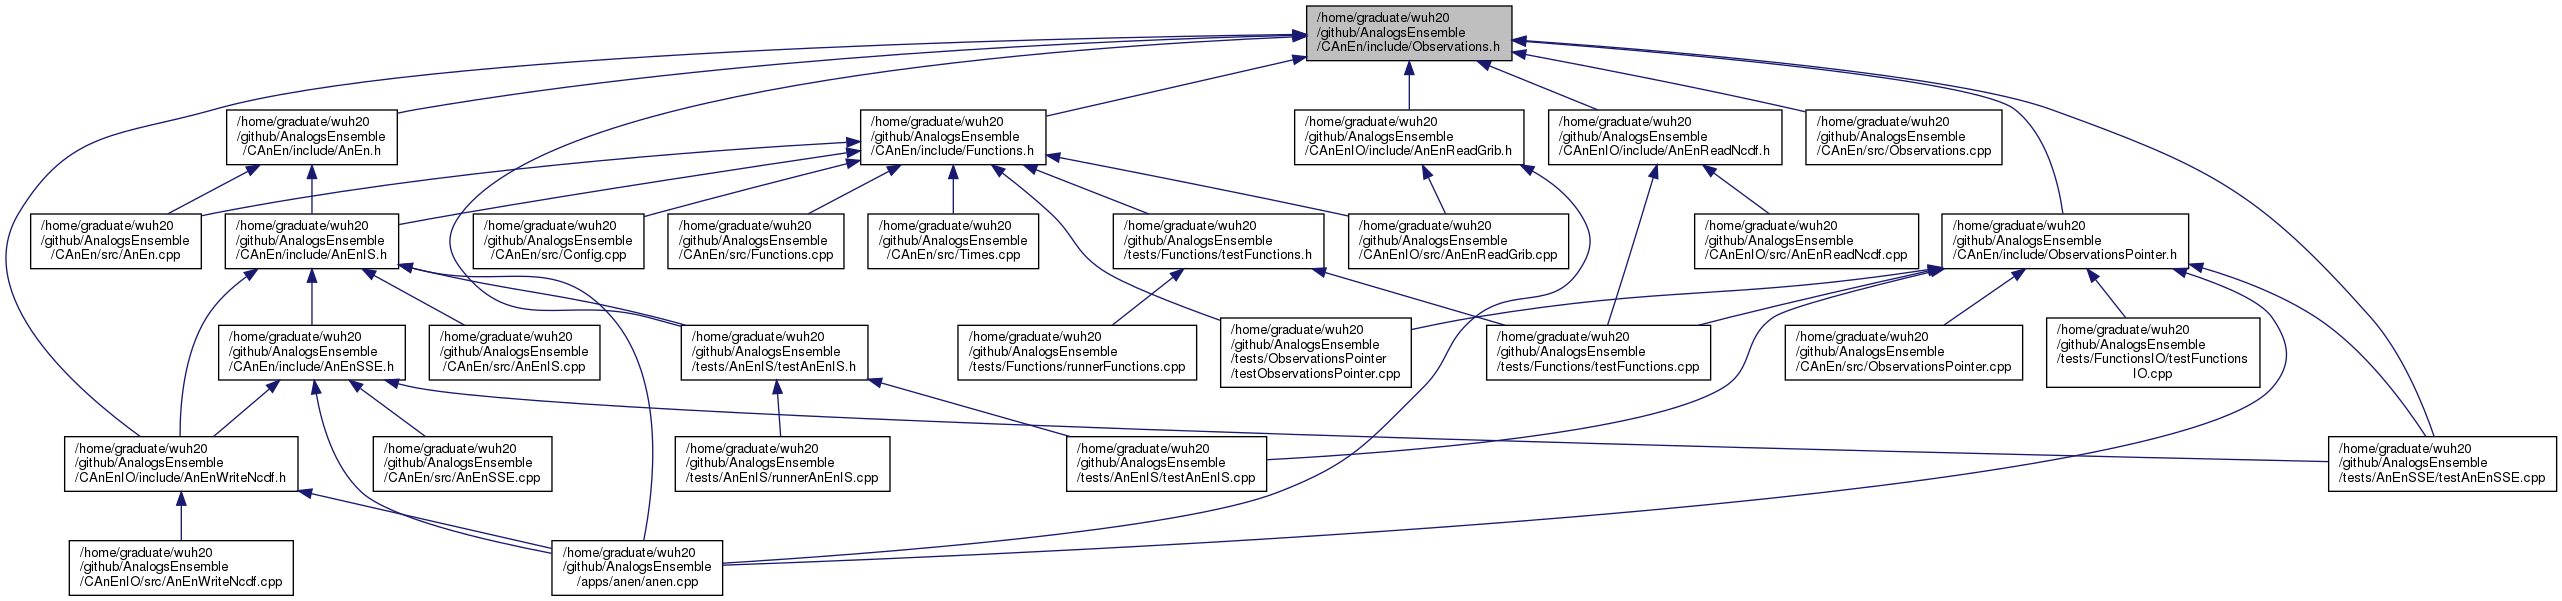 /home/graduate/wuh20
/github/AnalogsEnsemble
/CAnEn/include/Observations.h
/home/graduate/wuh20
/github/AnalogsEnsemble
/CAnEn/include/AnEn.h
/home/graduate/wuh20
/github/AnalogsEnsemble
/CAnEn/include/Functions.h
/home/graduate/wuh20
/github/AnalogsEnsemble
/CAnEnIO/include/AnEnReadGrib.h
/home/graduate/wuh20
/github/AnalogsEnsemble
/CAnEnIO/include/AnEnReadNcdf.h
/home/graduate/wuh20
/github/AnalogsEnsemble
/CAnEn/src/Observations.cpp
/home/graduate/wuh20
/github/AnalogsEnsemble
/CAnEn/src/AnEn.cpp
/home/graduate/wuh20
/github/AnalogsEnsemble
/CAnEn/include/AnEnIS.h
/home/graduate/wuh20
/github/AnalogsEnsemble
/CAnEn/src/Config.cpp
/home/graduate/wuh20
/github/AnalogsEnsemble
/CAnEn/src/Functions.cpp
/home/graduate/wuh20
/github/AnalogsEnsemble
/CAnEn/src/Times.cpp
/home/graduate/wuh20
/github/AnalogsEnsemble
/tests/Functions/testFunctions.h
/home/graduate/wuh20
/github/AnalogsEnsemble
/CAnEnIO/src/AnEnReadGrib.cpp
/home/graduate/wuh20
/github/AnalogsEnsemble
/CAnEnIO/src/AnEnReadNcdf.cpp
/home/graduate/wuh20
/github/AnalogsEnsemble
/CAnEn/include/ObservationsPointer.h
/home/graduate/wuh20
/github/AnalogsEnsemble
/CAnEn/include/AnEnSSE.h
/home/graduate/wuh20
/github/AnalogsEnsemble
/CAnEn/src/AnEnIS.cpp
/home/graduate/wuh20
/github/AnalogsEnsemble
/tests/AnEnIS/testAnEnIS.h
/home/graduate/wuh20
/github/AnalogsEnsemble
/tests/Functions/runnerFunctions.cpp
/home/graduate/wuh20
/github/AnalogsEnsemble
/tests/ObservationsPointer
/testObservationsPointer.cpp
/home/graduate/wuh20
/github/AnalogsEnsemble
/tests/Functions/testFunctions.cpp
/home/graduate/wuh20
/github/AnalogsEnsemble
/CAnEn/src/ObservationsPointer.cpp
/home/graduate/wuh20
/github/AnalogsEnsemble
/tests/FunctionsIO/testFunctions
IO.cpp
/home/graduate/wuh20
/github/AnalogsEnsemble
/CAnEnIO/include/AnEnWriteNcdf.h
/home/graduate/wuh20
/github/AnalogsEnsemble
/CAnEn/src/AnEnSSE.cpp
/home/graduate/wuh20
/github/AnalogsEnsemble
/tests/AnEnIS/runnerAnEnIS.cpp
/home/graduate/wuh20
/github/AnalogsEnsemble
/tests/AnEnIS/testAnEnIS.cpp
/home/graduate/wuh20
/github/AnalogsEnsemble
/tests/AnEnSSE/testAnEnSSE.cpp
/home/graduate/wuh20
/github/AnalogsEnsemble
/CAnEnIO/src/AnEnWriteNcdf.cpp
/home/graduate/wuh20
/github/AnalogsEnsemble
/apps/anen/anen.cpp